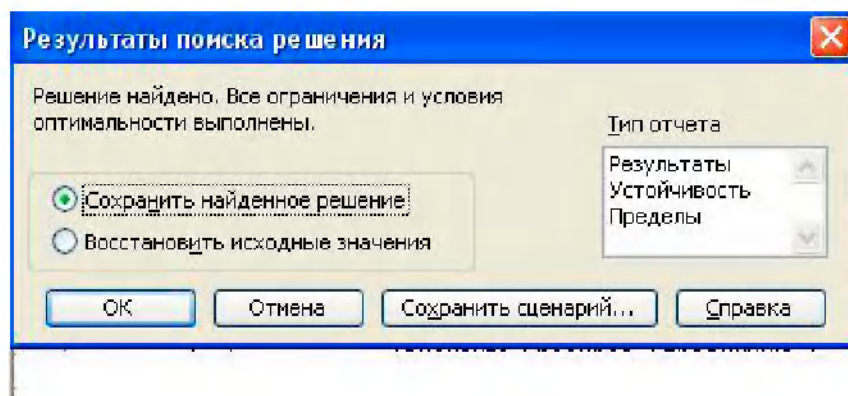 Результаты поиска решения
Решение найдено. Все ограничения и условия
оптимальности выполнены.
Тип отчета
Результаты
Устойчивость
Пределы
Сохранить найденное решение
Восстановить исходные значения
ОК
Отмена
Сохранить сценарий...
Справка